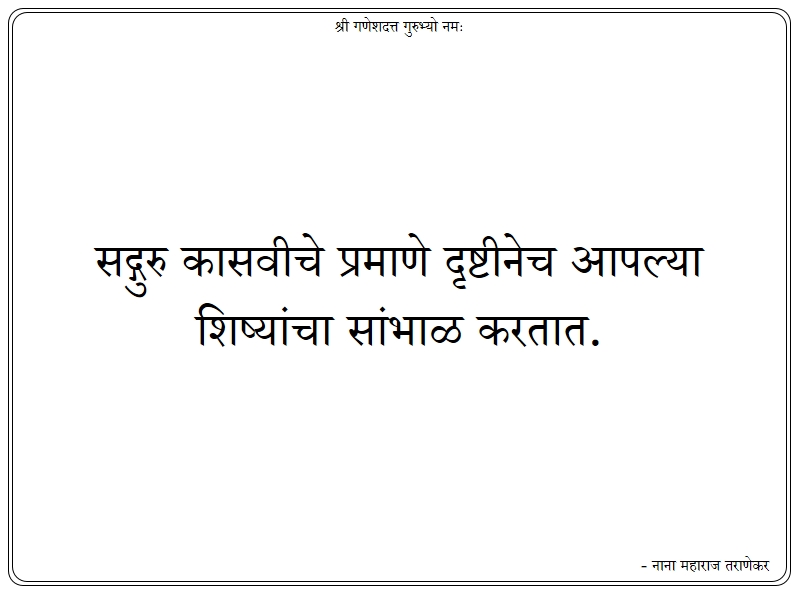 श्री गणेशदत्त गुरुभ्यो नमः
सद्गुरु कासवीचे प्रमाणे दृष्टीनेच आपल्या
शिष्यांचा सांभाळ करतात.
- नाना महाराज तराणेकर